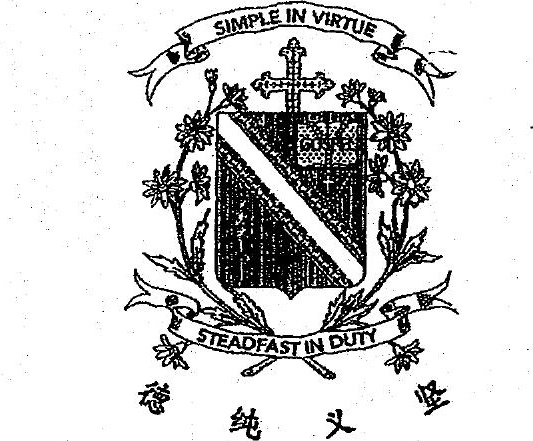 SIMPLE IN VIRTUE
GOSPEL
STEADFAST IN DUTY
德 纯 义 坚